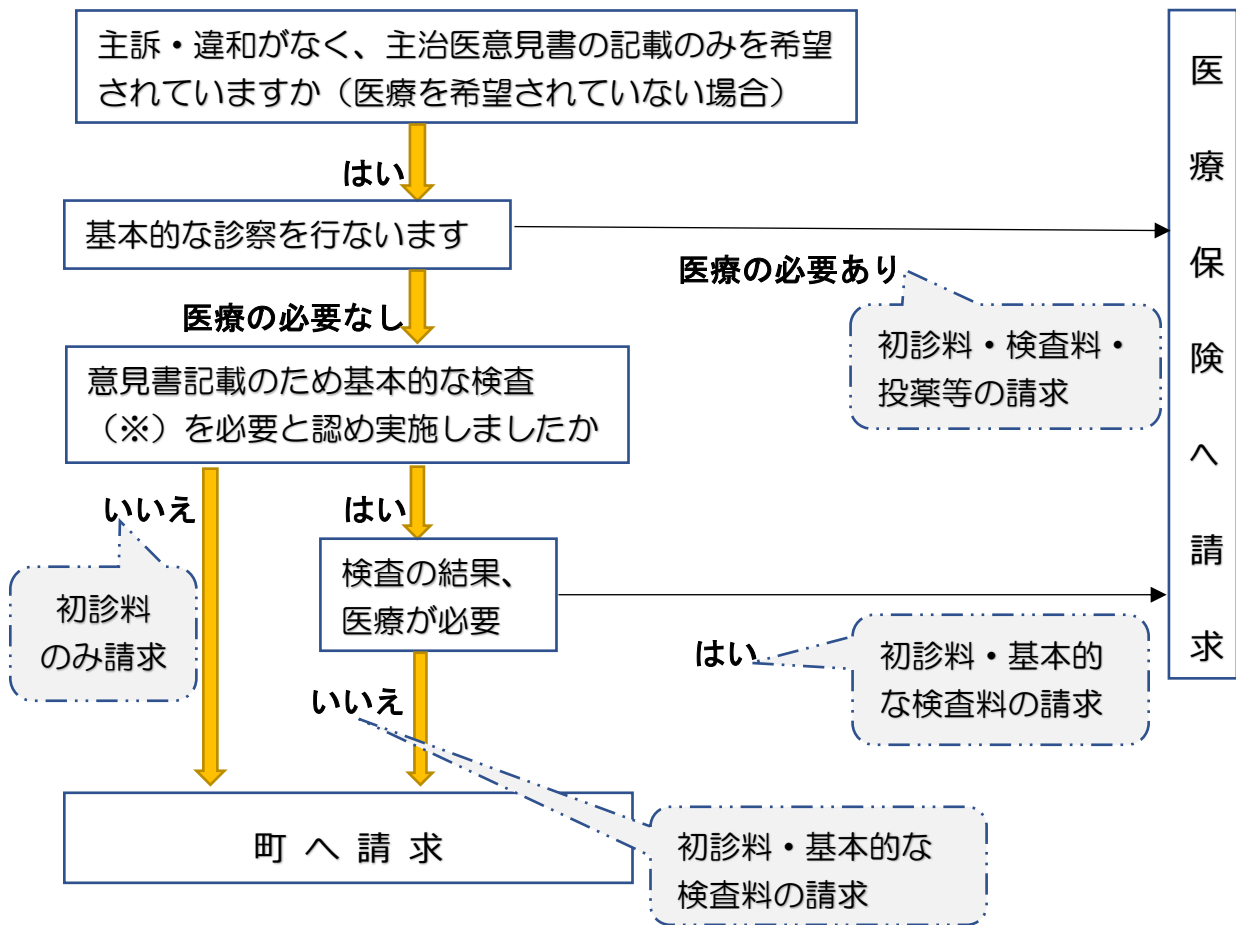 主訴・違和がなく、主治医意見書の記載のみを希望
されていますか（医療を希望されていない場合）
はい
基本的な診察を行ないます
医療の必要あり
初診料・検査料・
投薬等の請求
医療の必要なし
意見書記載のため基本的な検査
（※）を必要と認め実施しましたか
いいえ
初診料
のみ請求
はい
検査の結果、
医療が必要
はい
初診料・基本的
な検査料の請求
いいえ
初診料・基本的な
検査料の請求
町へ請求
医療保険へ請求